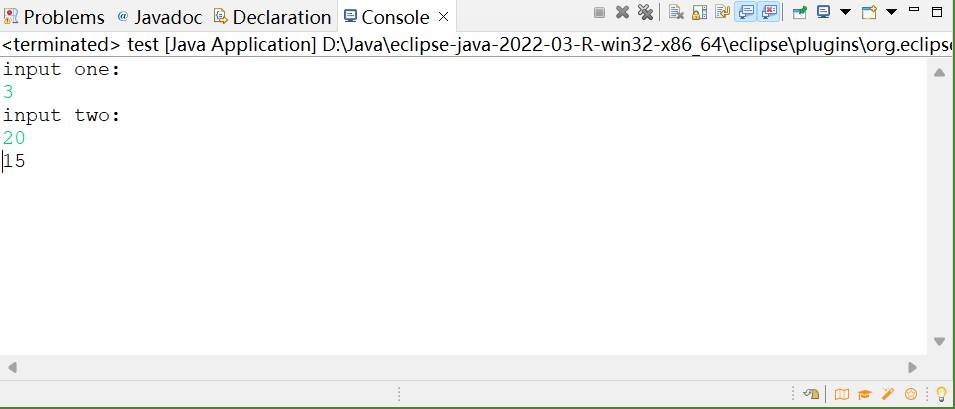 Problems @ Javadoc Declaration Console
<terminated> test [Java Application] D:\Java\eclipse-java-2022-03-R-win32-x86_64\eclipse\plugins\org.eclipse
input one:
3
input two:
20
15